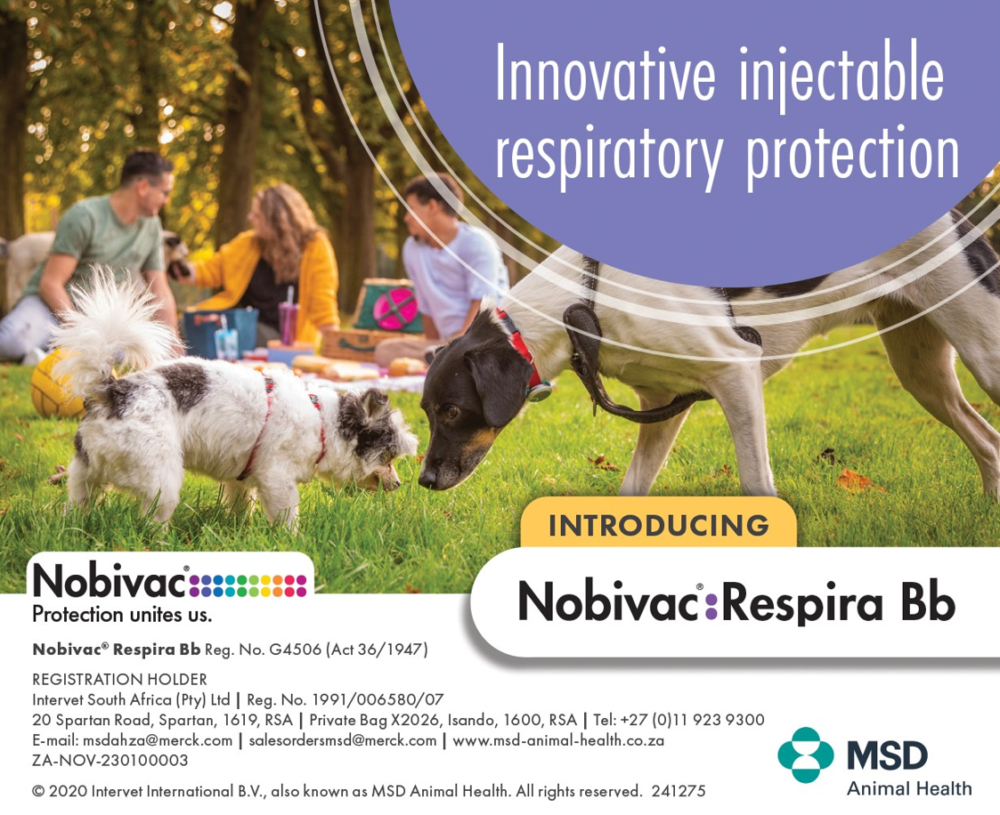 Innovative injectable
respiratory protection
INTRODUCING
Nobivac® Respira Bb
Nobivac®
Protection unites us.
Nobivac® Respira Bb Reg. No. G4506 (Act 36/1947)
REGISTRATION HOLDER
Intervet South Africa (Pty) Ltd | Reg. No. 1991/006580/07
20 Spartan Road, Spartan, 1619, RSA | Private Bag X2026, Isando, 1600, RSA | Tel: +27 (0)11 923 9300
E-mail: msdahza@merck.com | salesordersmsd@merck.com | www.msd-animal-health.co.za
ZA-NOV-230100003
© 2020 Intervet International B.V., also known as MSD Animal Health. All rights reserved. 241275
MSD
Animal Health